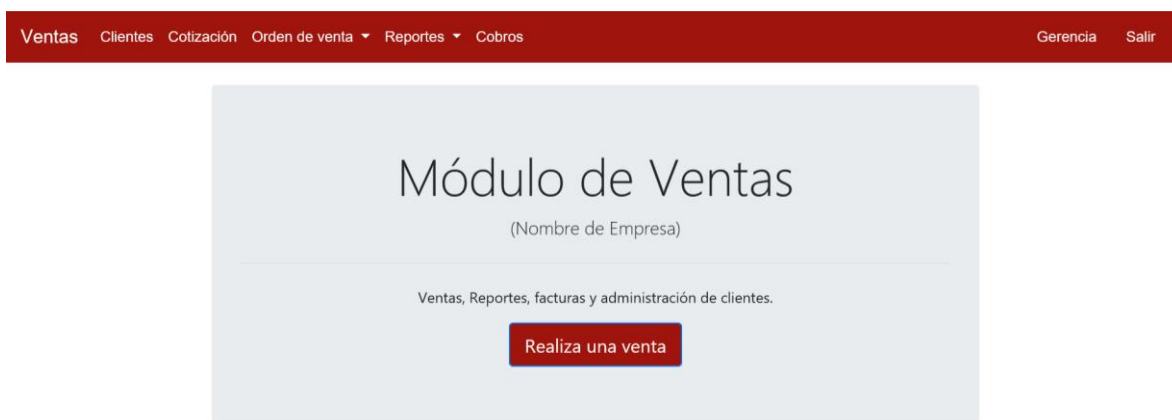 Ventas Clientes Cotización Orden de venta Reportes Cobros Gerencia Salir
Módulo de Ventas
(Nombre de Empresa)
Ventas, Reportes, facturas y administración de clientes.
Realiza una venta